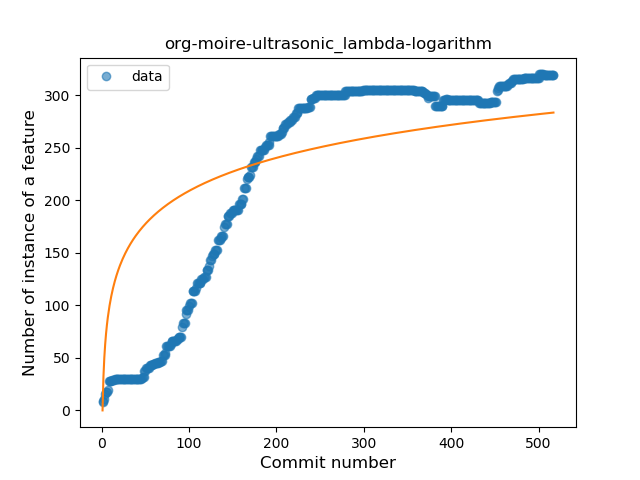 org-moire-ultrasonic_lambda-logarithm
data
Number of instance of a feature
300
250
200
150
100
50
0
0 100 200 300 400 500
Commit number